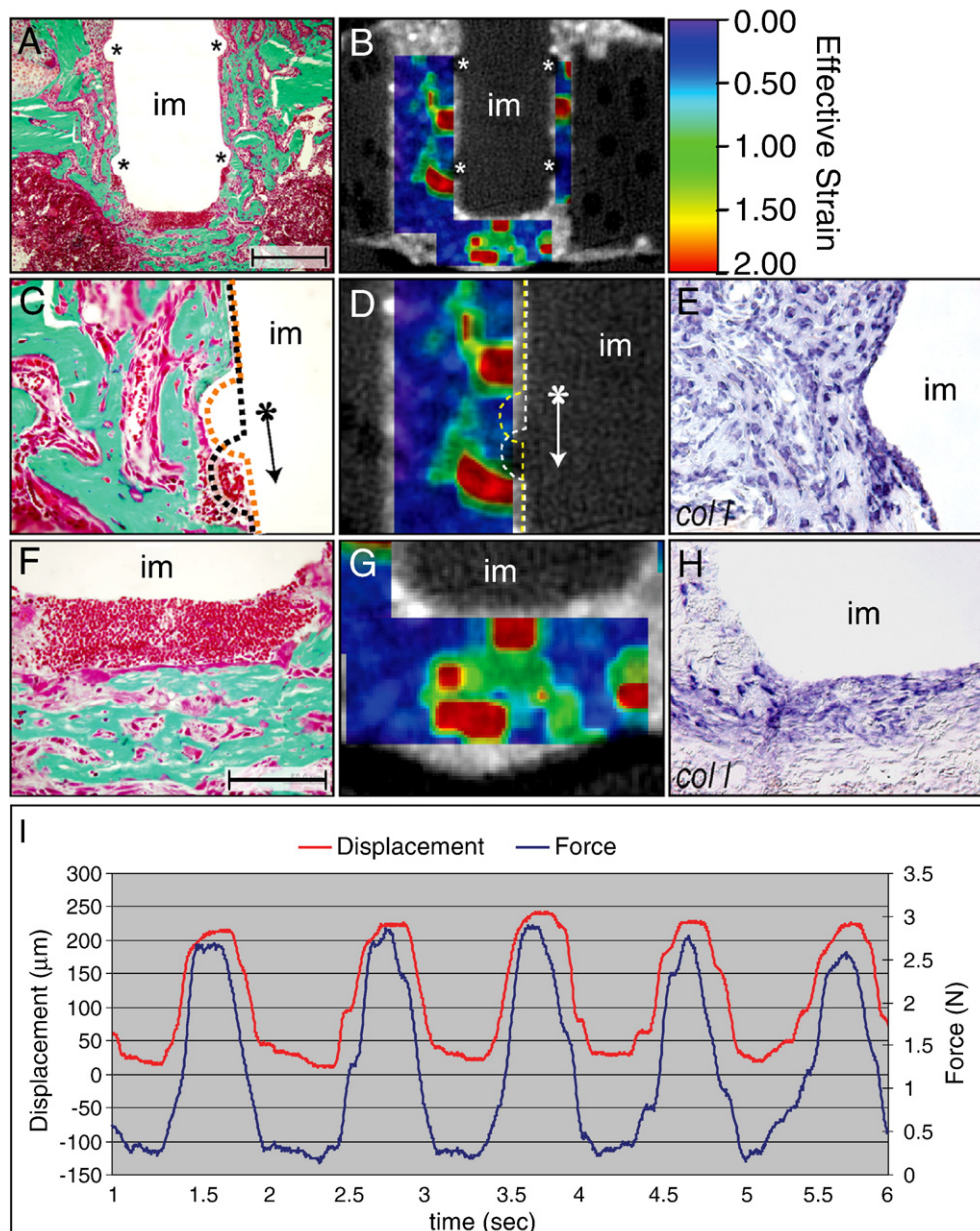 A
*
*
im
*
*
B
*
*
im
*
*
0.00
0.50
1.00
1.50
2.00
Effective Strain
C
im
*
D
im
*
E
im
col I
F
im
G
im
H
im
col I
I
Displacement
Force
300
250
200
150
100
50
0
-50
-100
-150
Displacement (μm)
3.5
3
2.5
2
1.5
1
0.5
0
Force (N)
1 1.5 2 2.5 3 3.5 4 4.5 5 5.5 6
time (sec)